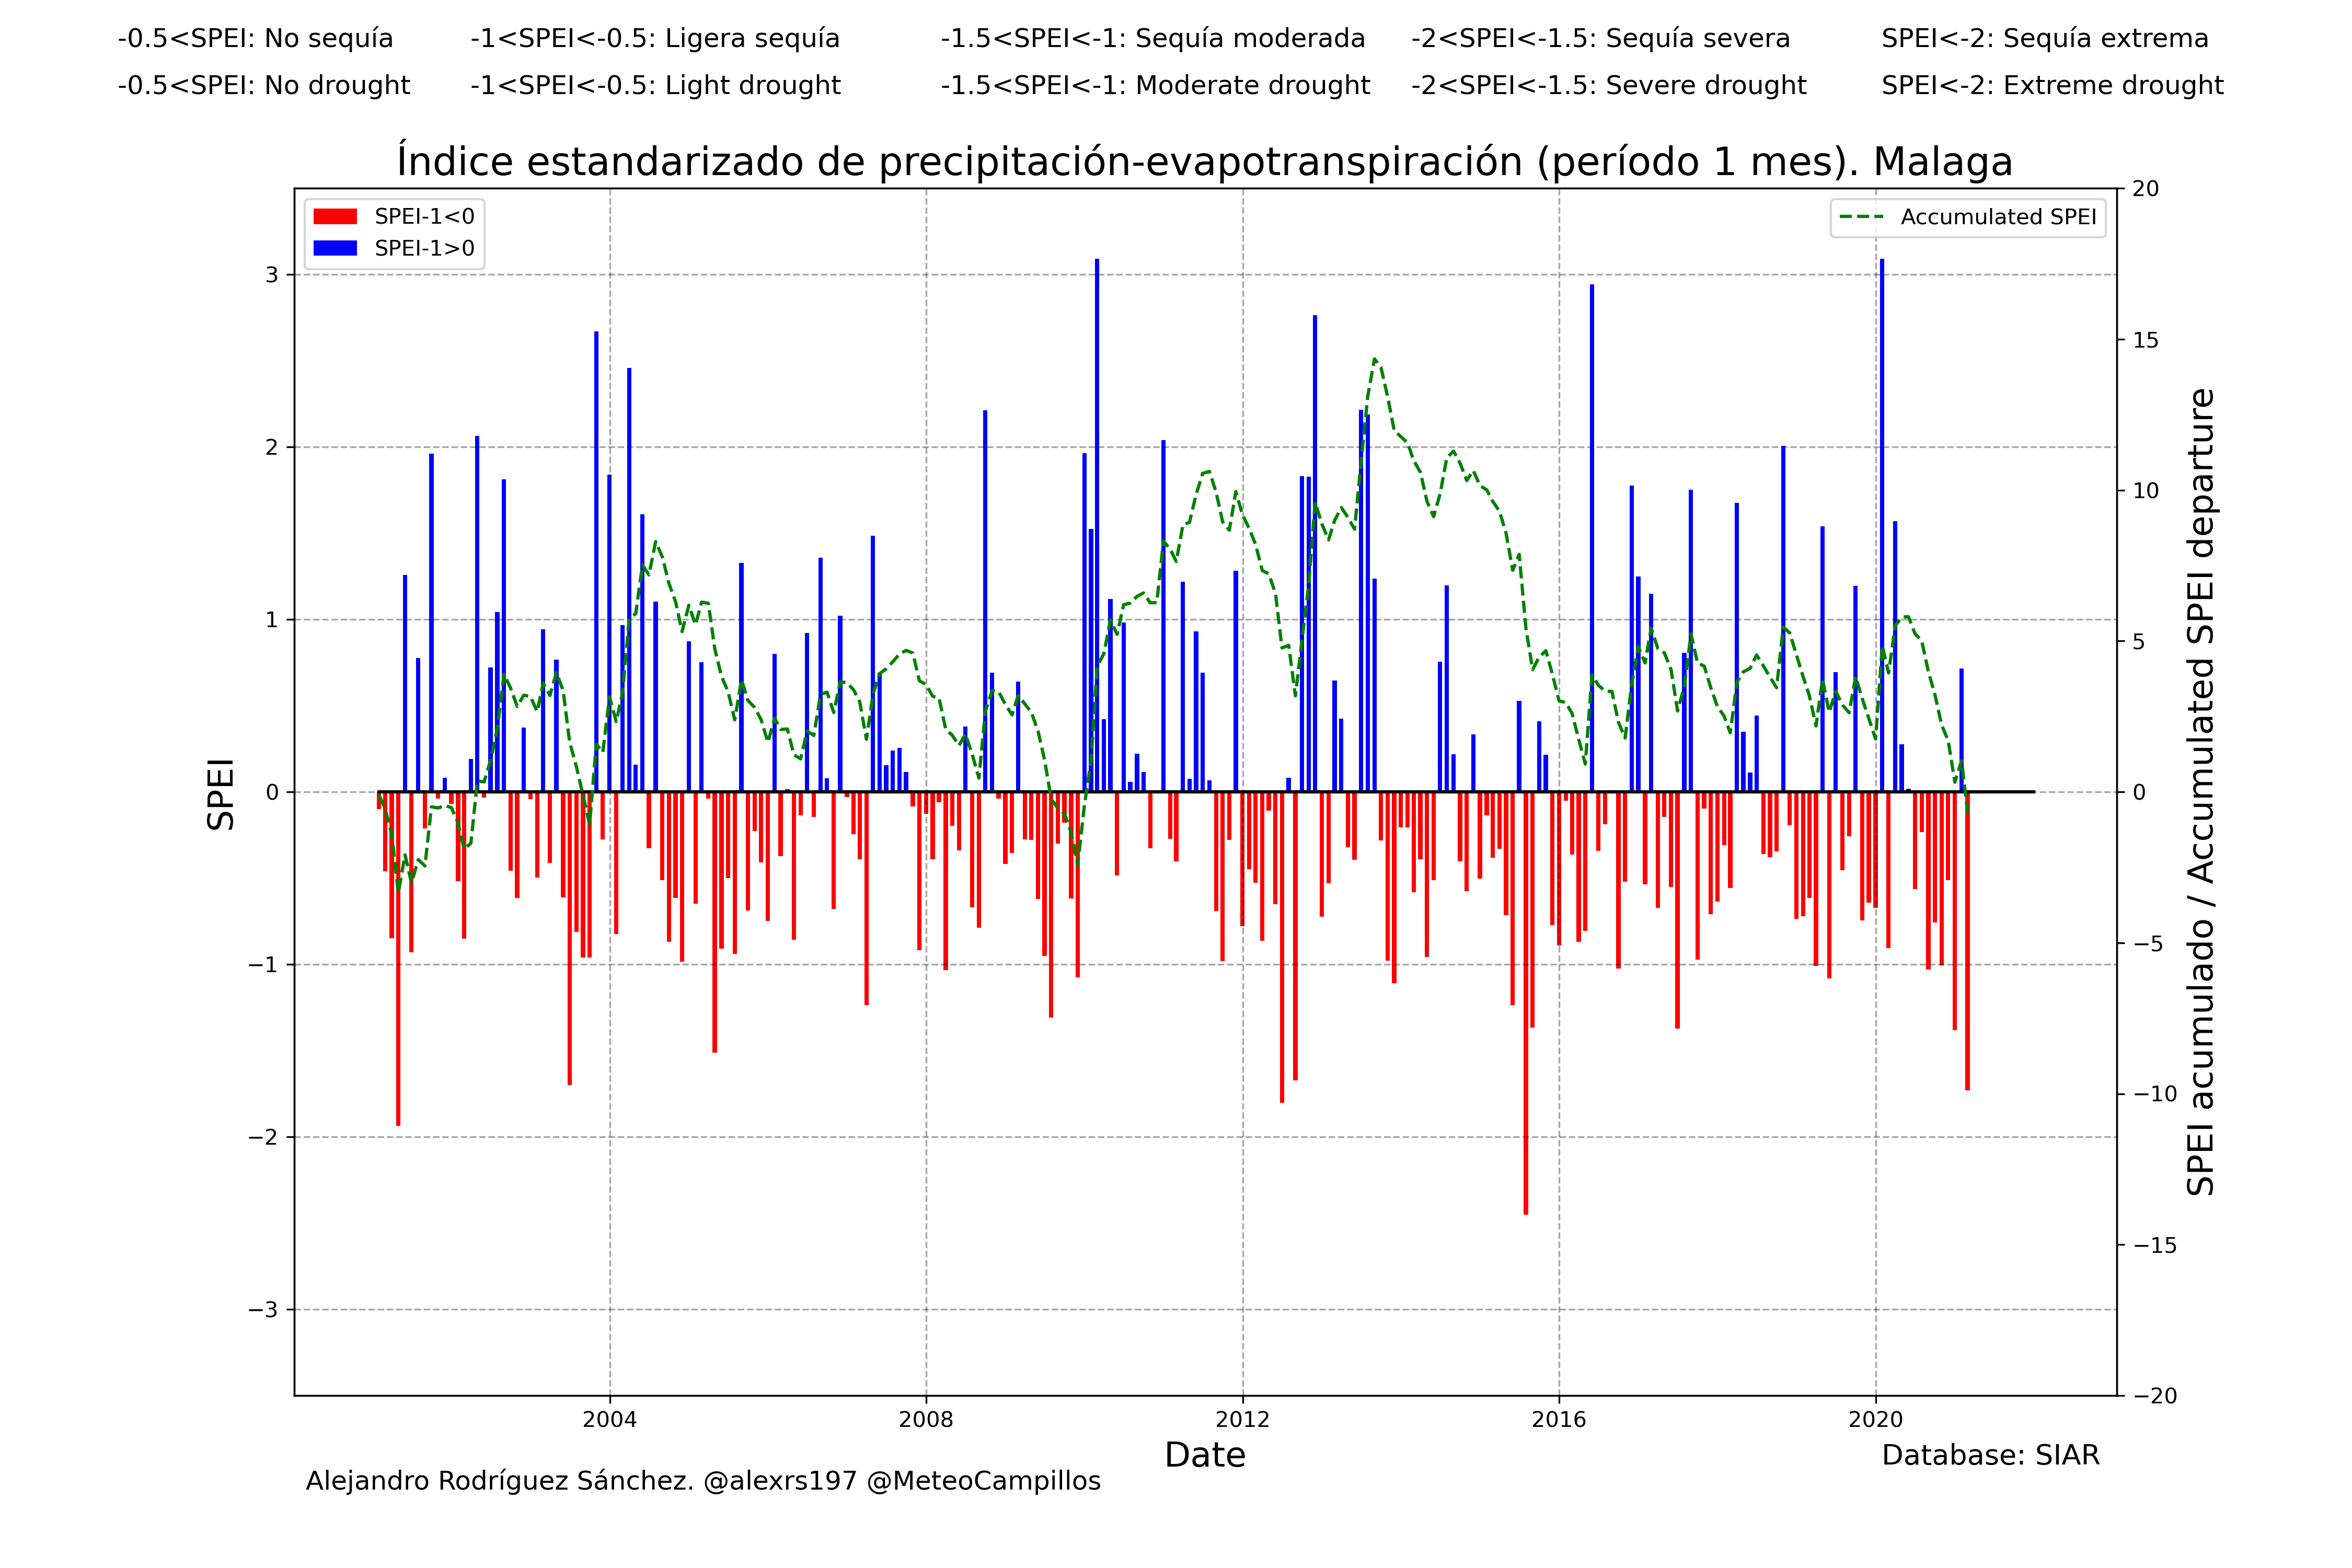 -0.5<SPEI: No sequía -1<SPEI<-0.5: Ligera sequía -1.5<SPEI<-1: Sequía moderada -2<SPEI<-1.5: Sequía severa SPEI<-2: Sequía extrema
-0.5<SPEI: No drought -1<SPEI<-0.5: Light drought -1.5<SPEI<-1: Moderate drought -2<SPEI<-1.5: Severe drought SPEI<-2: Extreme drought
Índice estandarizado de precipitación-evapotranspiración (período 1 mes). Malaga
SPEI-1<0
SPEI-1>0
Accumulated SPEI
SPEI
3
2
1
0
−1
−2
−3
20
15
10
5
0
−5
−10
−15
−20
SPEI acumulado / Accumulated SPEI departure
2004 2008 2012 2016 2020
Date
Database: SIAR
Alejandro Rodríguez Sánchez. @alexrs197 @MeteoCampillos